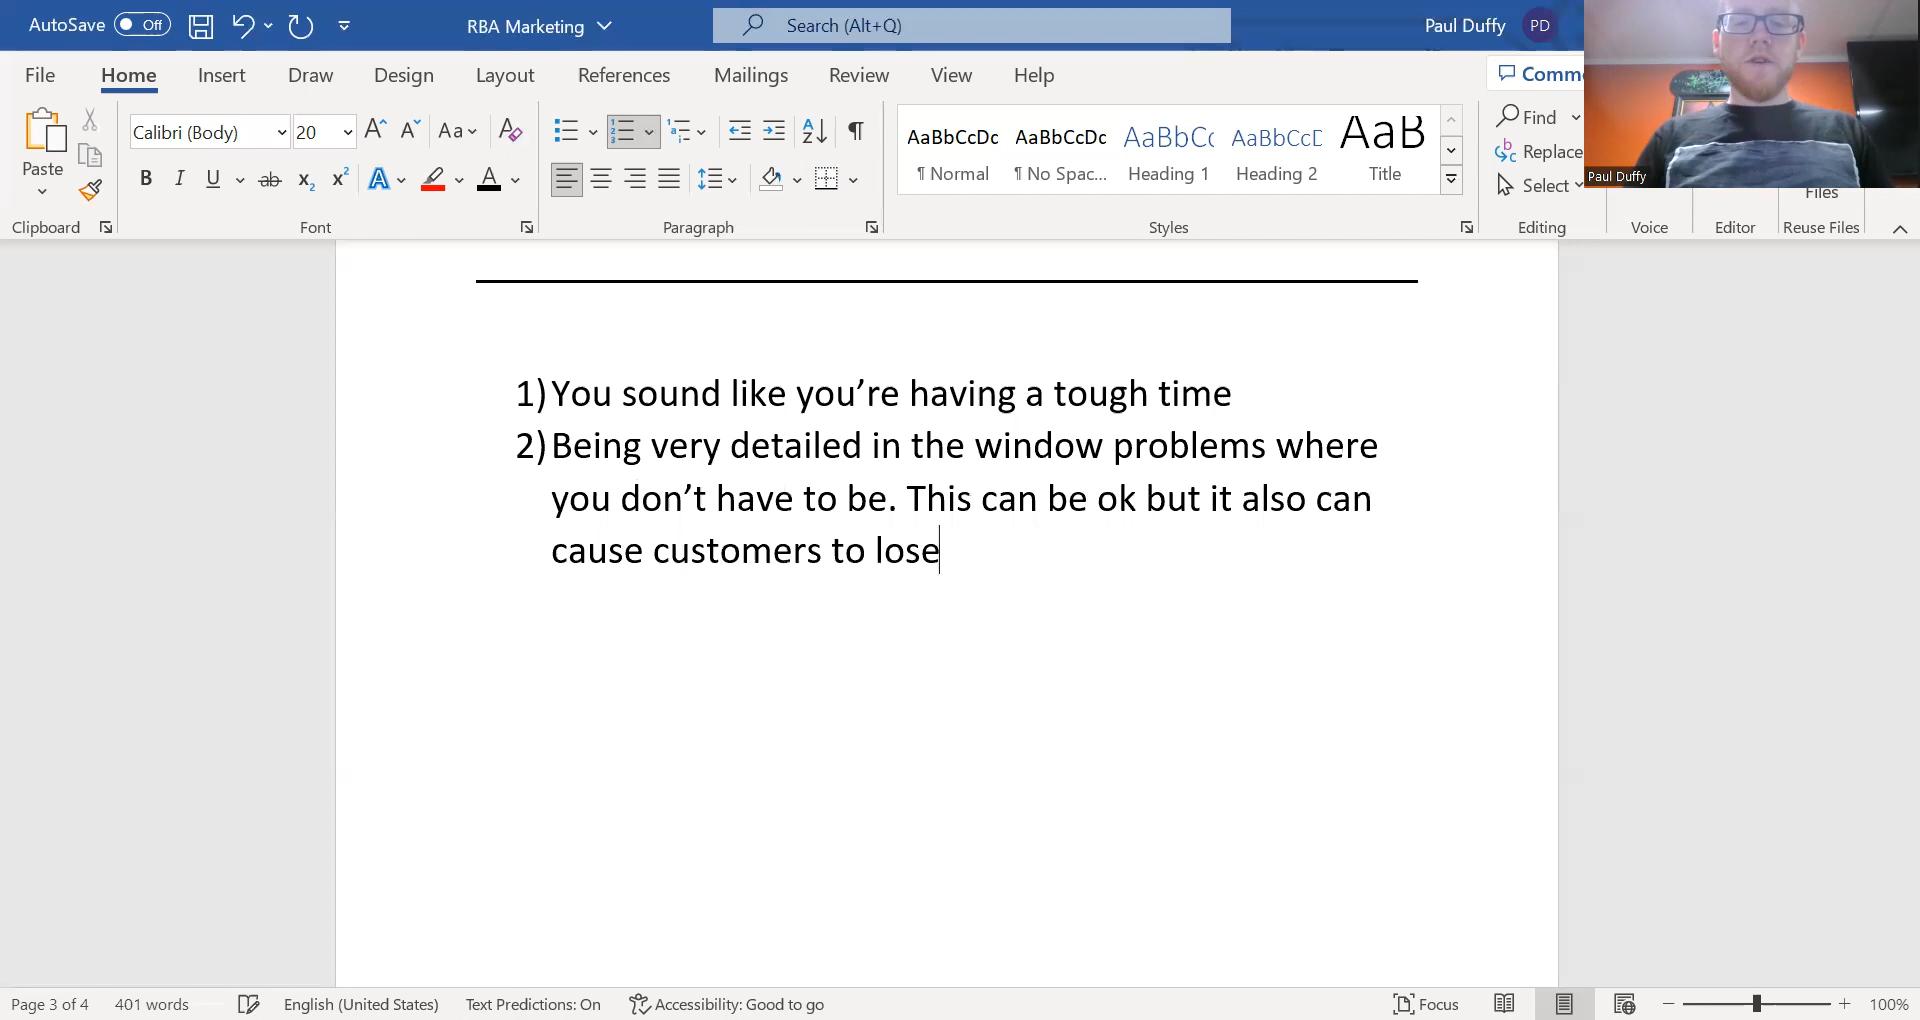 AutoSave Off RBA Marketing Search (Alt+Q) Paul Duffy PD
File Home Insert Draw Design Layout References Mailings Review View Help
Paste
Clipboard
Calibri (Body) 20
Aa
Font
Paragraph
AaBbCcDc AaBbCcDc AaBbC AaBbCcD AaB
¶ Normal ¶ No Spac... Heading 1 Heading 2 Title
Styles
Find
Replace
Select
Editing
Voice
Editor
Files
Reuse Files
Paul Duffy
1) You sound like you’re having a tough time
2) Being very detailed in the window problems where
you don’t have to be. This can be ok but it also can
cause customers to lose
Page 3 of 4 401 words English (United States) Text Predictions: On Accessibility: Good to go Focus 100%